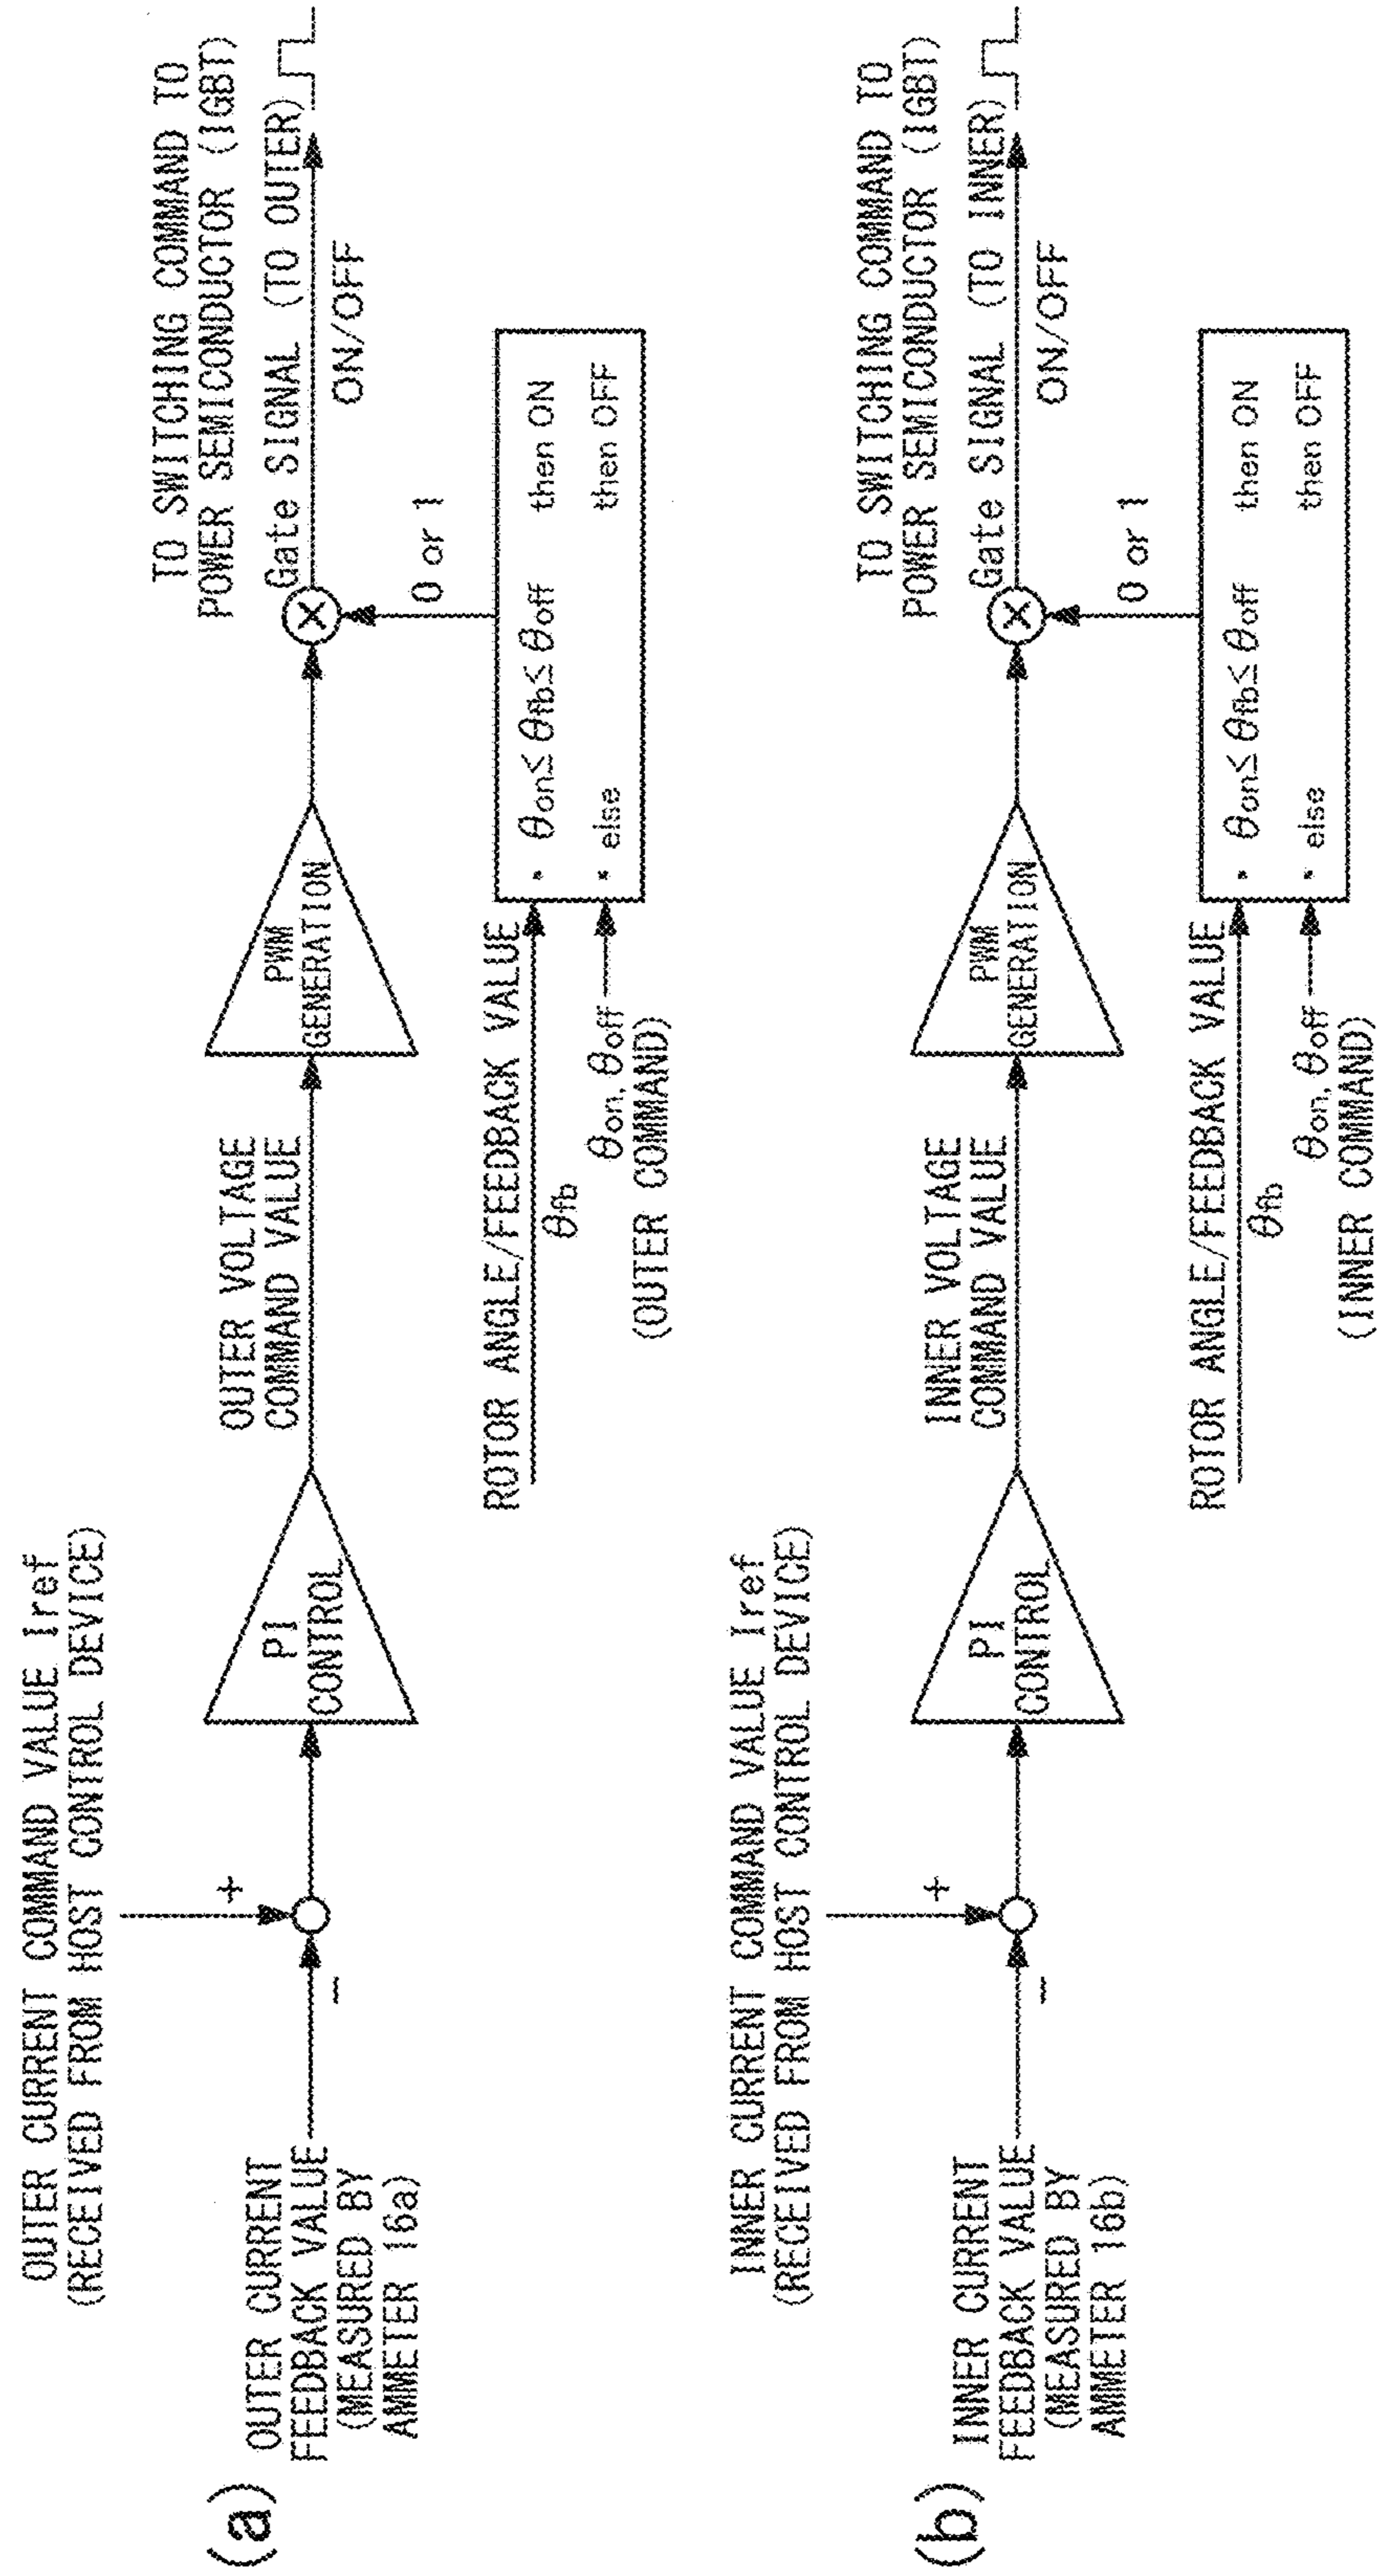 (a)
OUTER CURRENT COMMAND VALUE Iref
(RECEIVED FROM HOST CONTROL DEVICE)
OUTER CURRENT
FEEDBACK VALUE
(MEASURED BY
AMMETER 16a)
+
−
PI
CONTROL
OUTER VOLTAGE
COMMAND VALUE
PWM
GENERATION
×
TO SWITCHING COMMAND TO
POWER SEMICONDUCTOR (IGBT)
Gate SIGNAL (TO OUTER)
ON/OFF
0 or 1
ROTOR ANGLE/FEEDBACK VALUE
θfb
θon, θoff
(OUTER COMMAND)
• θon≤θfb≤θoff then ON
• else then OFF
(b)
INNER CURRENT COMMAND VALUE Iref
(RECEIVED FROM HOST CONTROL DEVICE)
INNER CURRENT
FEEDBACK VALUE
(MEASURED BY
AMMETER 16b)
+
−
PI
CONTROL
INNER VOLTAGE
COMMAND VALUE
PWM
GENERATION
×
TO SWITCHING COMMAND TO
POWER SEMICONDUCTOR (IGBT)
Gate SIGNAL (TO INNER)
ON/OFF
0 or 1
ROTOR ANGLE/FEEDBACK VALUE
θfb
θon, θoff
(INNER COMMAND)
• θon≤θfb≤θoff then ON
• else then OFF